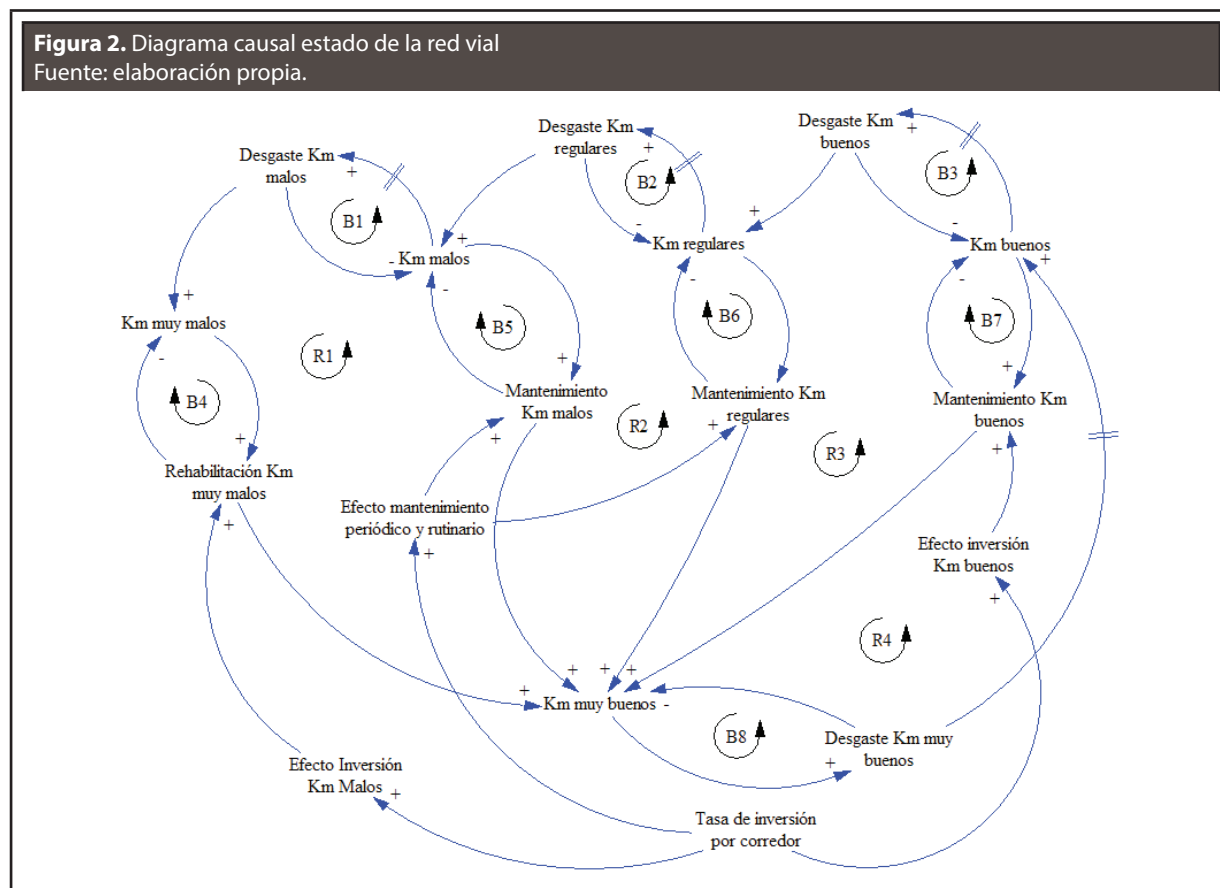 Figura 2. Diagrama causal estado de la red vial
Fuente: elaboración propia.
Desgaste Km
malos
+
B1
Desgaste Km
regulares
+
B2
Desgaste Km
buenos
+
B3
-
Km malos
+
-
-
Km regulares
+
-
-
Km buenos
+
-
+
Km muy malos
-
R1
B5
B6
B7
B4
+
Mantenimiento
Km malos
+
R2
Mantenimiento Km
regulares
+
R3
+
Mantenimiento Km
buenos
+
+
Rehabilitación Km
muy malos
+
Efecto mantenimiento
periódico y rutinario
+
Efecto inversión
Km buenos
+
R4
+
+
+
+
Km muy buenos
-
B8
Desgaste Km muy
buenos
+
Efecto Inversión
Km Malos
+
Tasa de inversión
por corredor